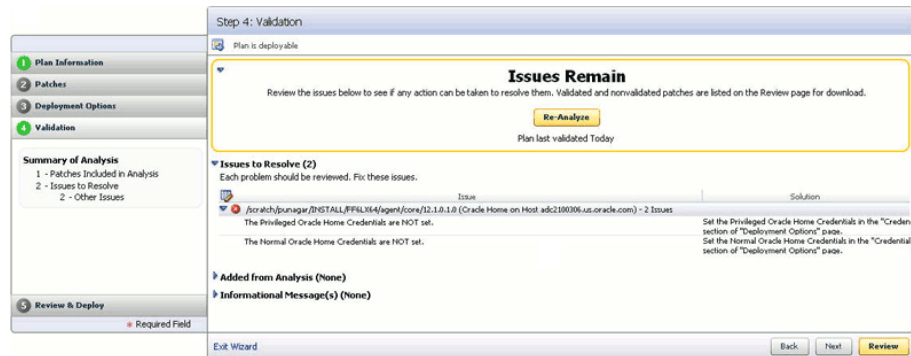 Step 4: Validation
Plan is deployable
1 Plan Information
2 Patches
3 Deployment Options
4 Validation
Summary of Analysis
1 - Patches Included in Analysis
2 - Issues to Resolve
2 - Other Issues
5 Review & Deploy
* Required Field
Issues Remain
Review the issues below to see if any action can be taken to resolve them. Validated and nonvalidated patches are listed on the Review page for download.
Re-Analyze
Plan last validated Today
Issues to Resolve (2)
Each problem should be reviewed. Fix these issues.
Issue Solution
/scratch/punagar/INSTALL/FF6LX64/agent/core/12.1.0.1.0 (Oracle Home on Host adc2100306.us.oracle.com) - 2 Issues
The Privileged Oracle Home Credentials are NOT set. Set the Privileged Oracle Home Credentials in the "Creden
section of "Deployment Options" page.
The Normal Oracle Home Credentials are NOT set. Set the Normal Oracle Home Credentials in the "Credential
section of "Deployment Options" page.
Added from Analysis (None)
Informational Message(s) (None)
Exit Wizard Back Next Review